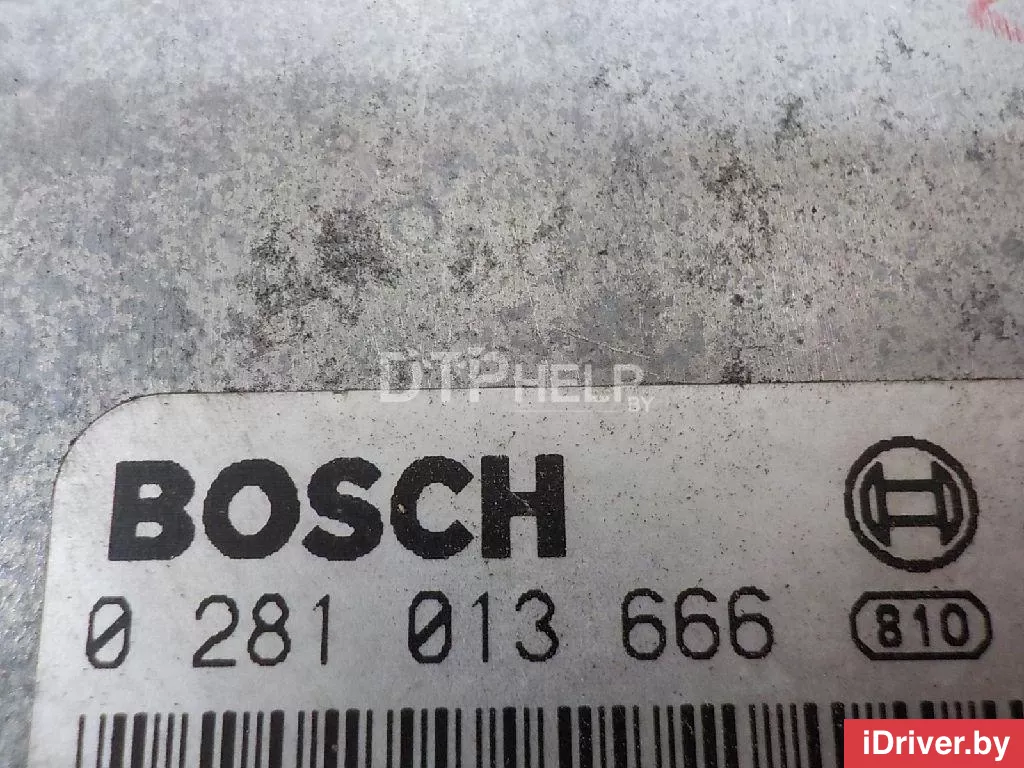 DTPHELP.BY
BOSCH
0 281 013 666 810
iDriver.by